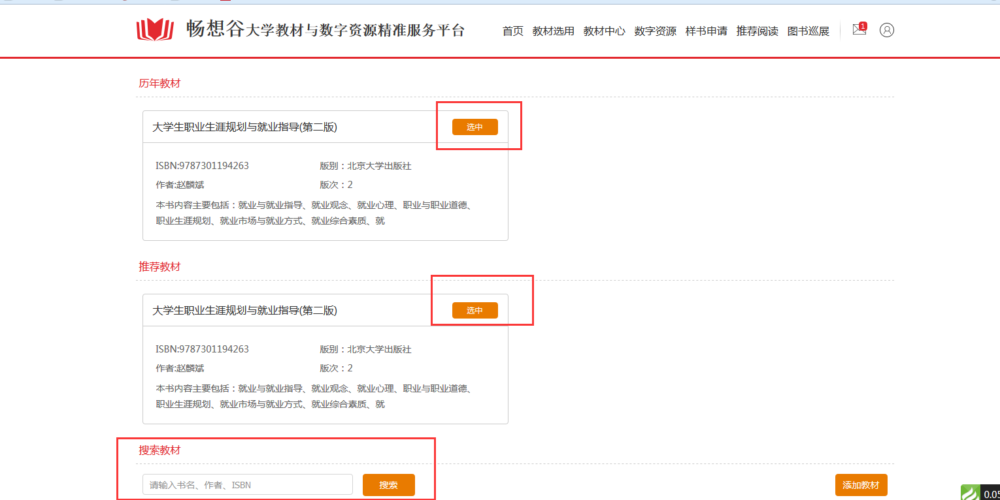 畅想谷大学教材与数字资源精准服务平台
首页 教材选用 教材中心 数字资源 样书申请 推荐阅读 图书巡展
1
历年教材
大学生职业生涯规划与就业指导(第二版)
选中
ISBN:9787301194263 版别：北京大学出版社
作者:赵麟斌 版次：2
本书内容主要包括：就业与就业指导、就业观念、就业心理、职业与职业道德、
职业生涯规划、就业市场与就业方式、就业综合素质、就
推荐教材
大学生职业生涯规划与就业指导(第二版)
选中
ISBN:9787301194263 版别：北京大学出版社
作者:赵麟斌 版次：2
本书内容主要包括：就业与就业指导、就业观念、就业心理、职业与职业道德、
职业生涯规划、就业市场与就业方式、就业综合素质、就
搜索教材
请输入书名、作者、ISBN
搜索
添加教材
0.05